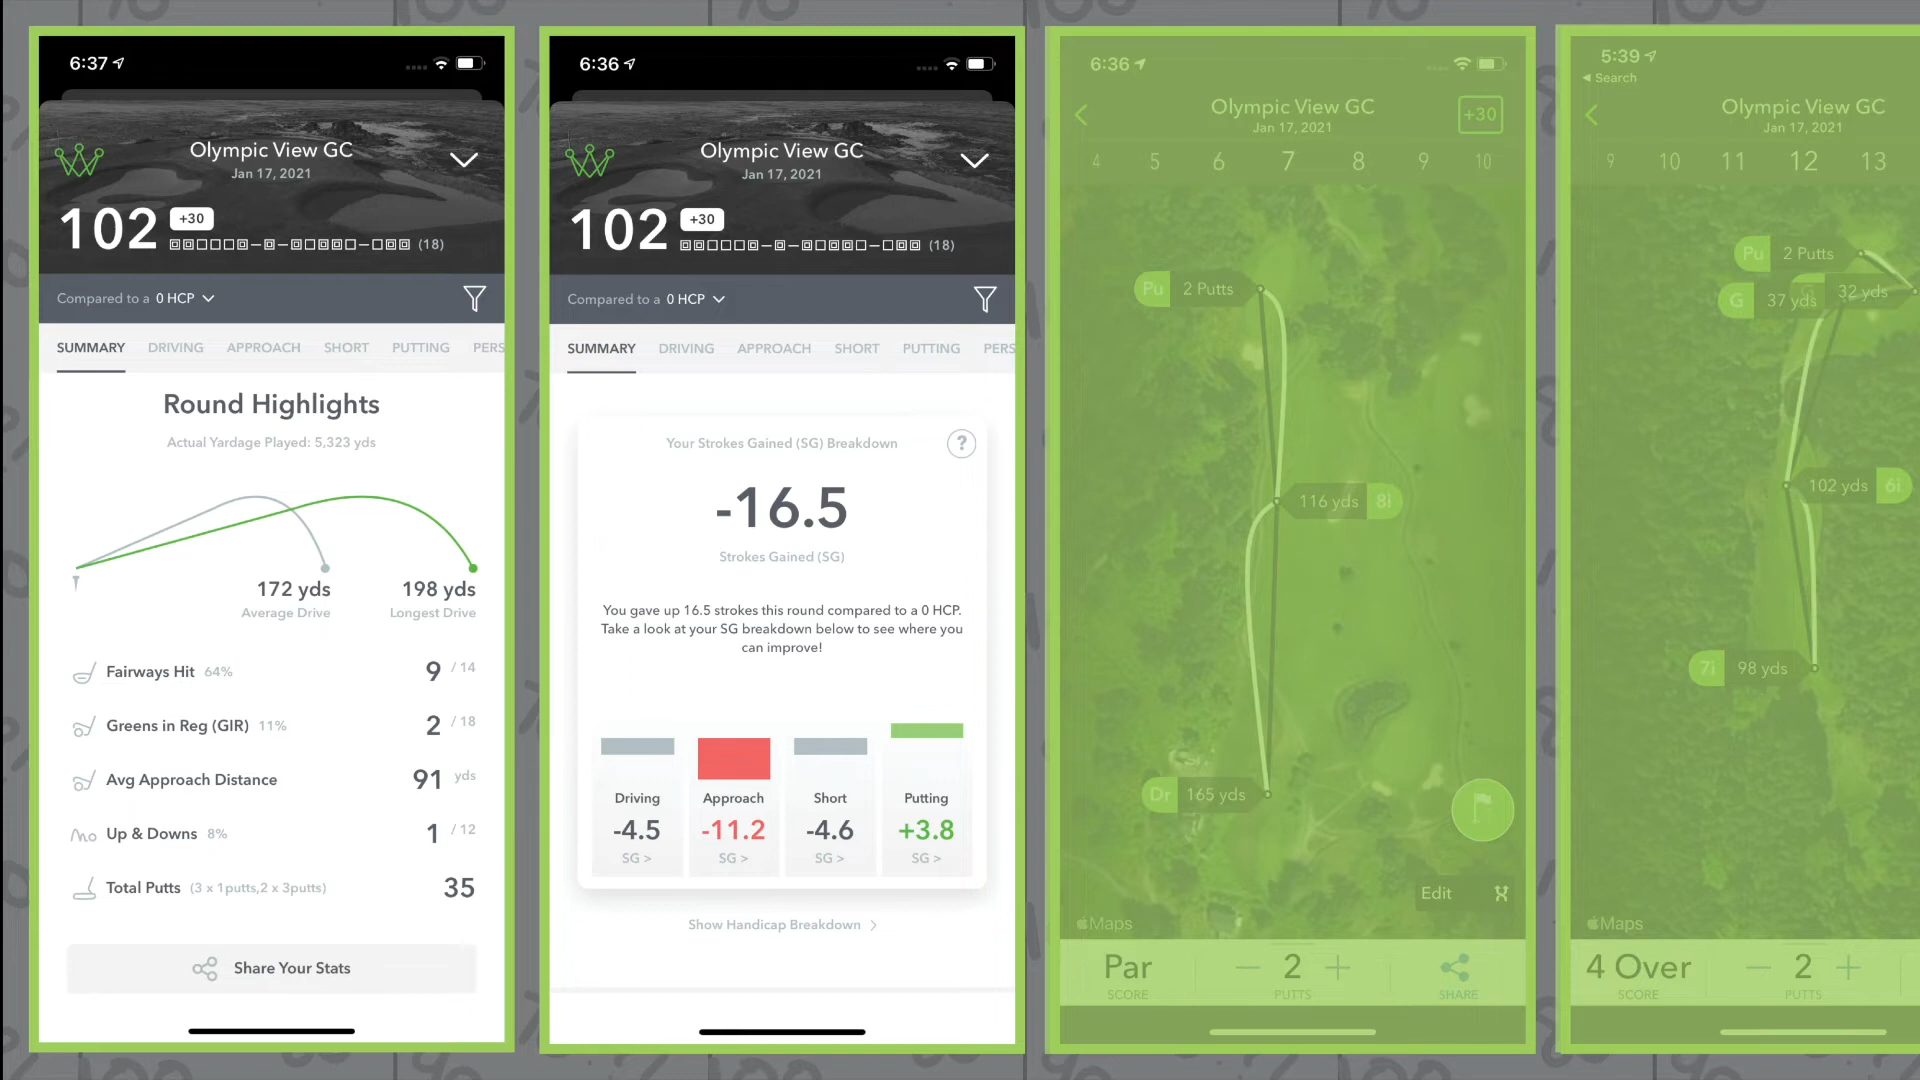 6:37
Olympic View GC
Jan 17, 2021
102 +30
(18)
Compared to a 0 HCP
SUMMARY DRIVING APPROACH SHORT PUTTING PERS
Round Highlights
Actual Yardage Played: 5,323 yds
172 yds 198 yds
Average Drive Longest Drive
Fairways Hit 64% 9 / 14
Greens in Reg (GIR) 11% 2 / 18
Avg Approach Distance 91 yds
Up & Downs 8% 1 / 12
Total Putts (3 x 1putts,2 x 3putts) 35
Share Your Stats
6:36
Olympic View GC
Jan 17, 2021
102 +30
(18)
Compared to a 0 HCP
SUMMARY DRIVING APPROACH SHORT PUTTING PERS
Your Strokes Gained (SG) Breakdown ?
-16.5
Strokes Gained (SG)
You gave up 16.5 strokes this round compared to a 0 HCP.
Take a look at your SG breakdown below to see where you
can improve!
Driving Approach Short Putting
-4.5 -11.2 -4.6 +3.8
SG > SG > SG > SG >
Show Handicap Breakdown
6:36
Olympic View GC +30
Jan 17, 2021
4 5 6 7 8 9 10
Pu 2 Putts
116 yds 8i
Dr 165 yds
Edit
Maps
Par − 2 +
SCORE PUTTS SHARE
5:39
Search
Olympic View GC
Jan 17, 2021
9 10 11 12 13
Pu 2 Putts
G 37 yds 32 yds
102 yds 6i
7i 98 yds
Maps
4 Over − 2 +
SCORE PUTTS